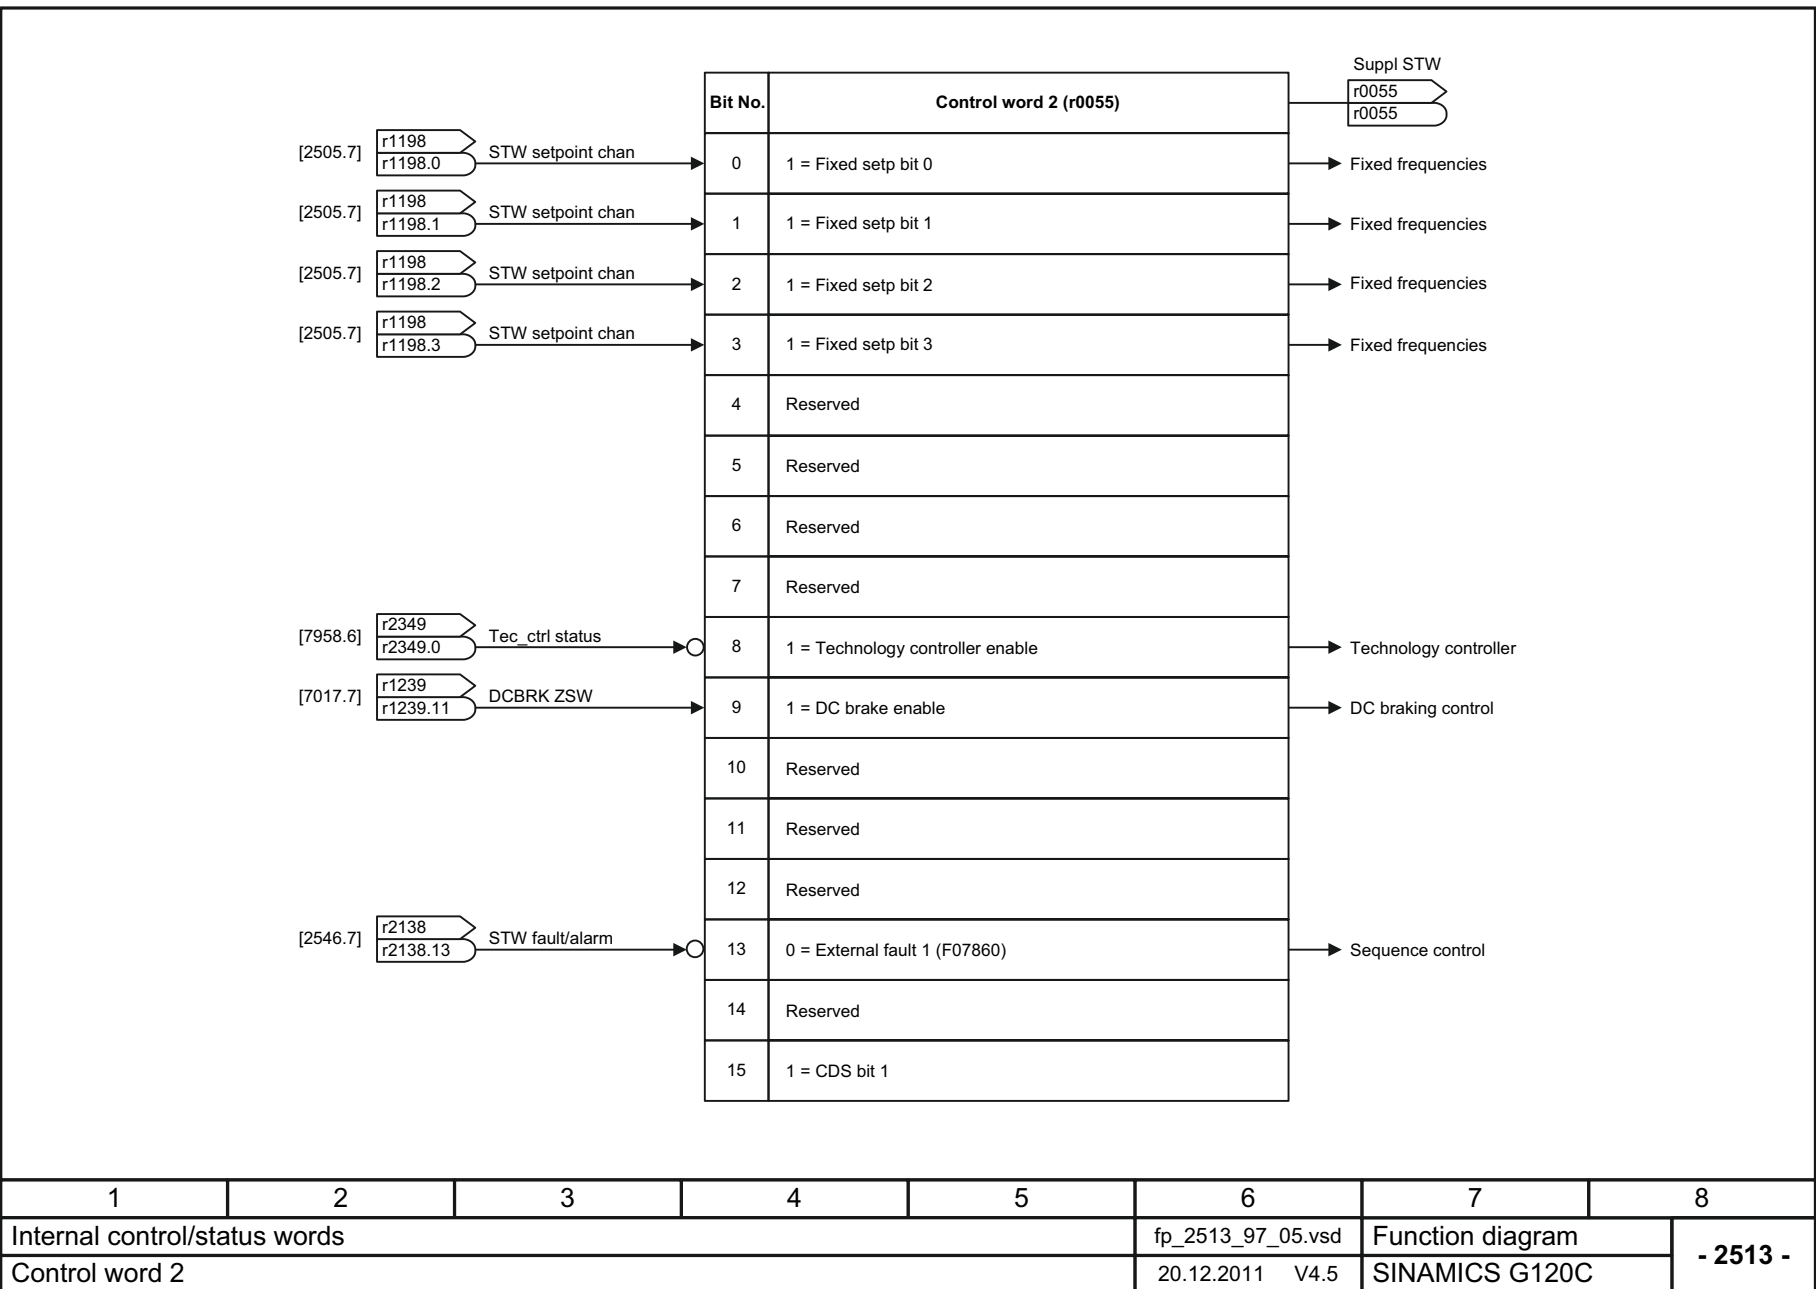 Suppl STW
r0055
r0055
Bit No. Control word 2 (r0055)
[2505.7] r1198 r1198.0 STW setpoint chan 0 1 = Fixed setp bit 0 Fixed frequencies
[2505.7] r1198 r1198.1 STW setpoint chan 1 1 = Fixed setp bit 1 Fixed frequencies
[2505.7] r1198 r1198.2 STW setpoint chan 2 1 = Fixed setp bit 2 Fixed frequencies
[2505.7] r1198 r1198.3 STW setpoint chan 3 1 = Fixed setp bit 3 Fixed frequencies
4 Reserved
5 Reserved
6 Reserved
7 Reserved
[7958.6] r2349 r2349.0 Tec_ctrl status 8 1 = Technology controller enable Technology controller
[7017.7] r1239 r1239.11 DCBRK ZSW 9 1 = DC brake enable DC braking control
10 Reserved
11 Reserved
12 Reserved
[2546.7] r2138 r2138.13 STW fault/alarm 13 0 = External fault 1 (F07860) Sequence control
14 Reserved
15 1 = CDS bit 1
1 2 3 4 5 6 7 8
Internal control/status words fp_2513_97_05.vsd Function diagram - 2513 -
Control word 2 20.12.2011 V4.5 SINAMICS G120C